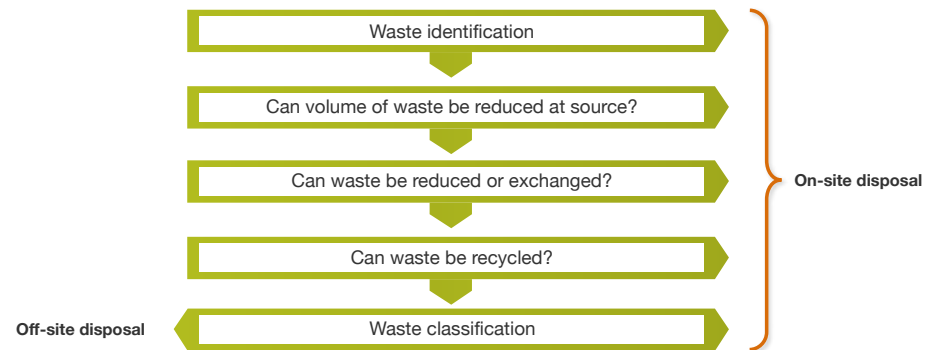 Waste identification
Can volume of waste be reduced at source?
Can waste be reduced or exchanged?
On-site disposal
Can waste be recycled?
Off-site disposal
Waste classification